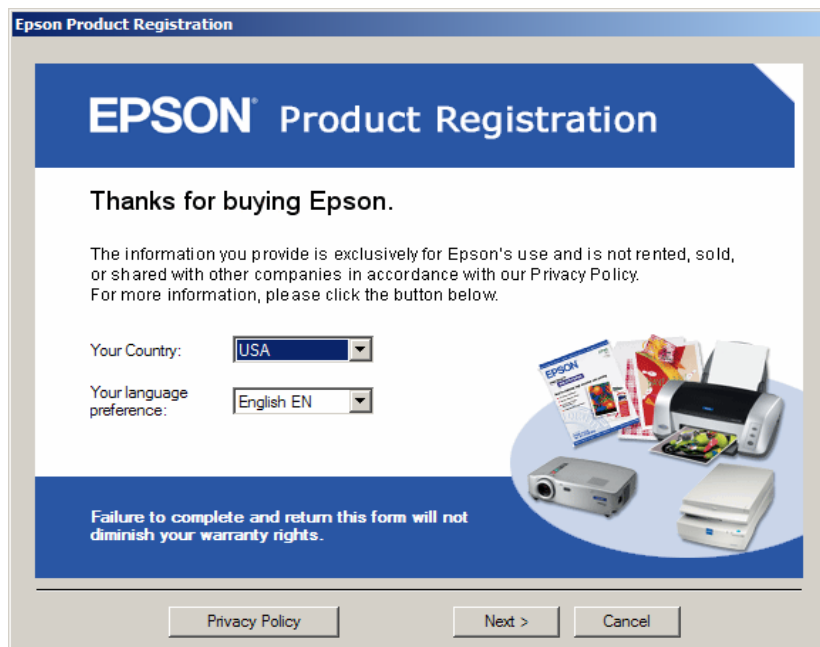 Epson Product Registration
EPSON® Product Registration
Thanks for buying Epson.
The information you provide is exclusively for Epson's use and is not rented, sold,
or shared with other companies in accordance with our Privacy Policy.
For more information, please click the button below.
Your Country:
USA
Your language
preference:
English EN
EPSON
Failure to complete and return this form will not
diminish your warranty rights.
Privacy Policy
Next >
Cancel